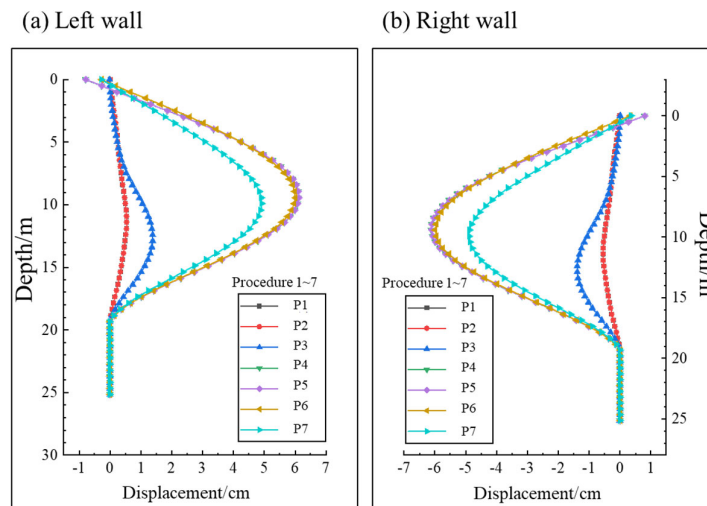 (a) Left wall
(b) Right wall
0
5
10
15
20
25
30
Depth/m
-1
0
1
2
3
4
5
6
7
Displacement/cm
Procedure 1~7
P1
P2
P3
P4
P5
P6
P7
0
5
10
15
20
25
Depth/m
-7
-6
-5
-4
-3
-2
-1
0
1
Displacement/cm
Procedure 1~7
P1
P2
P3
P4
P5
P6
P7